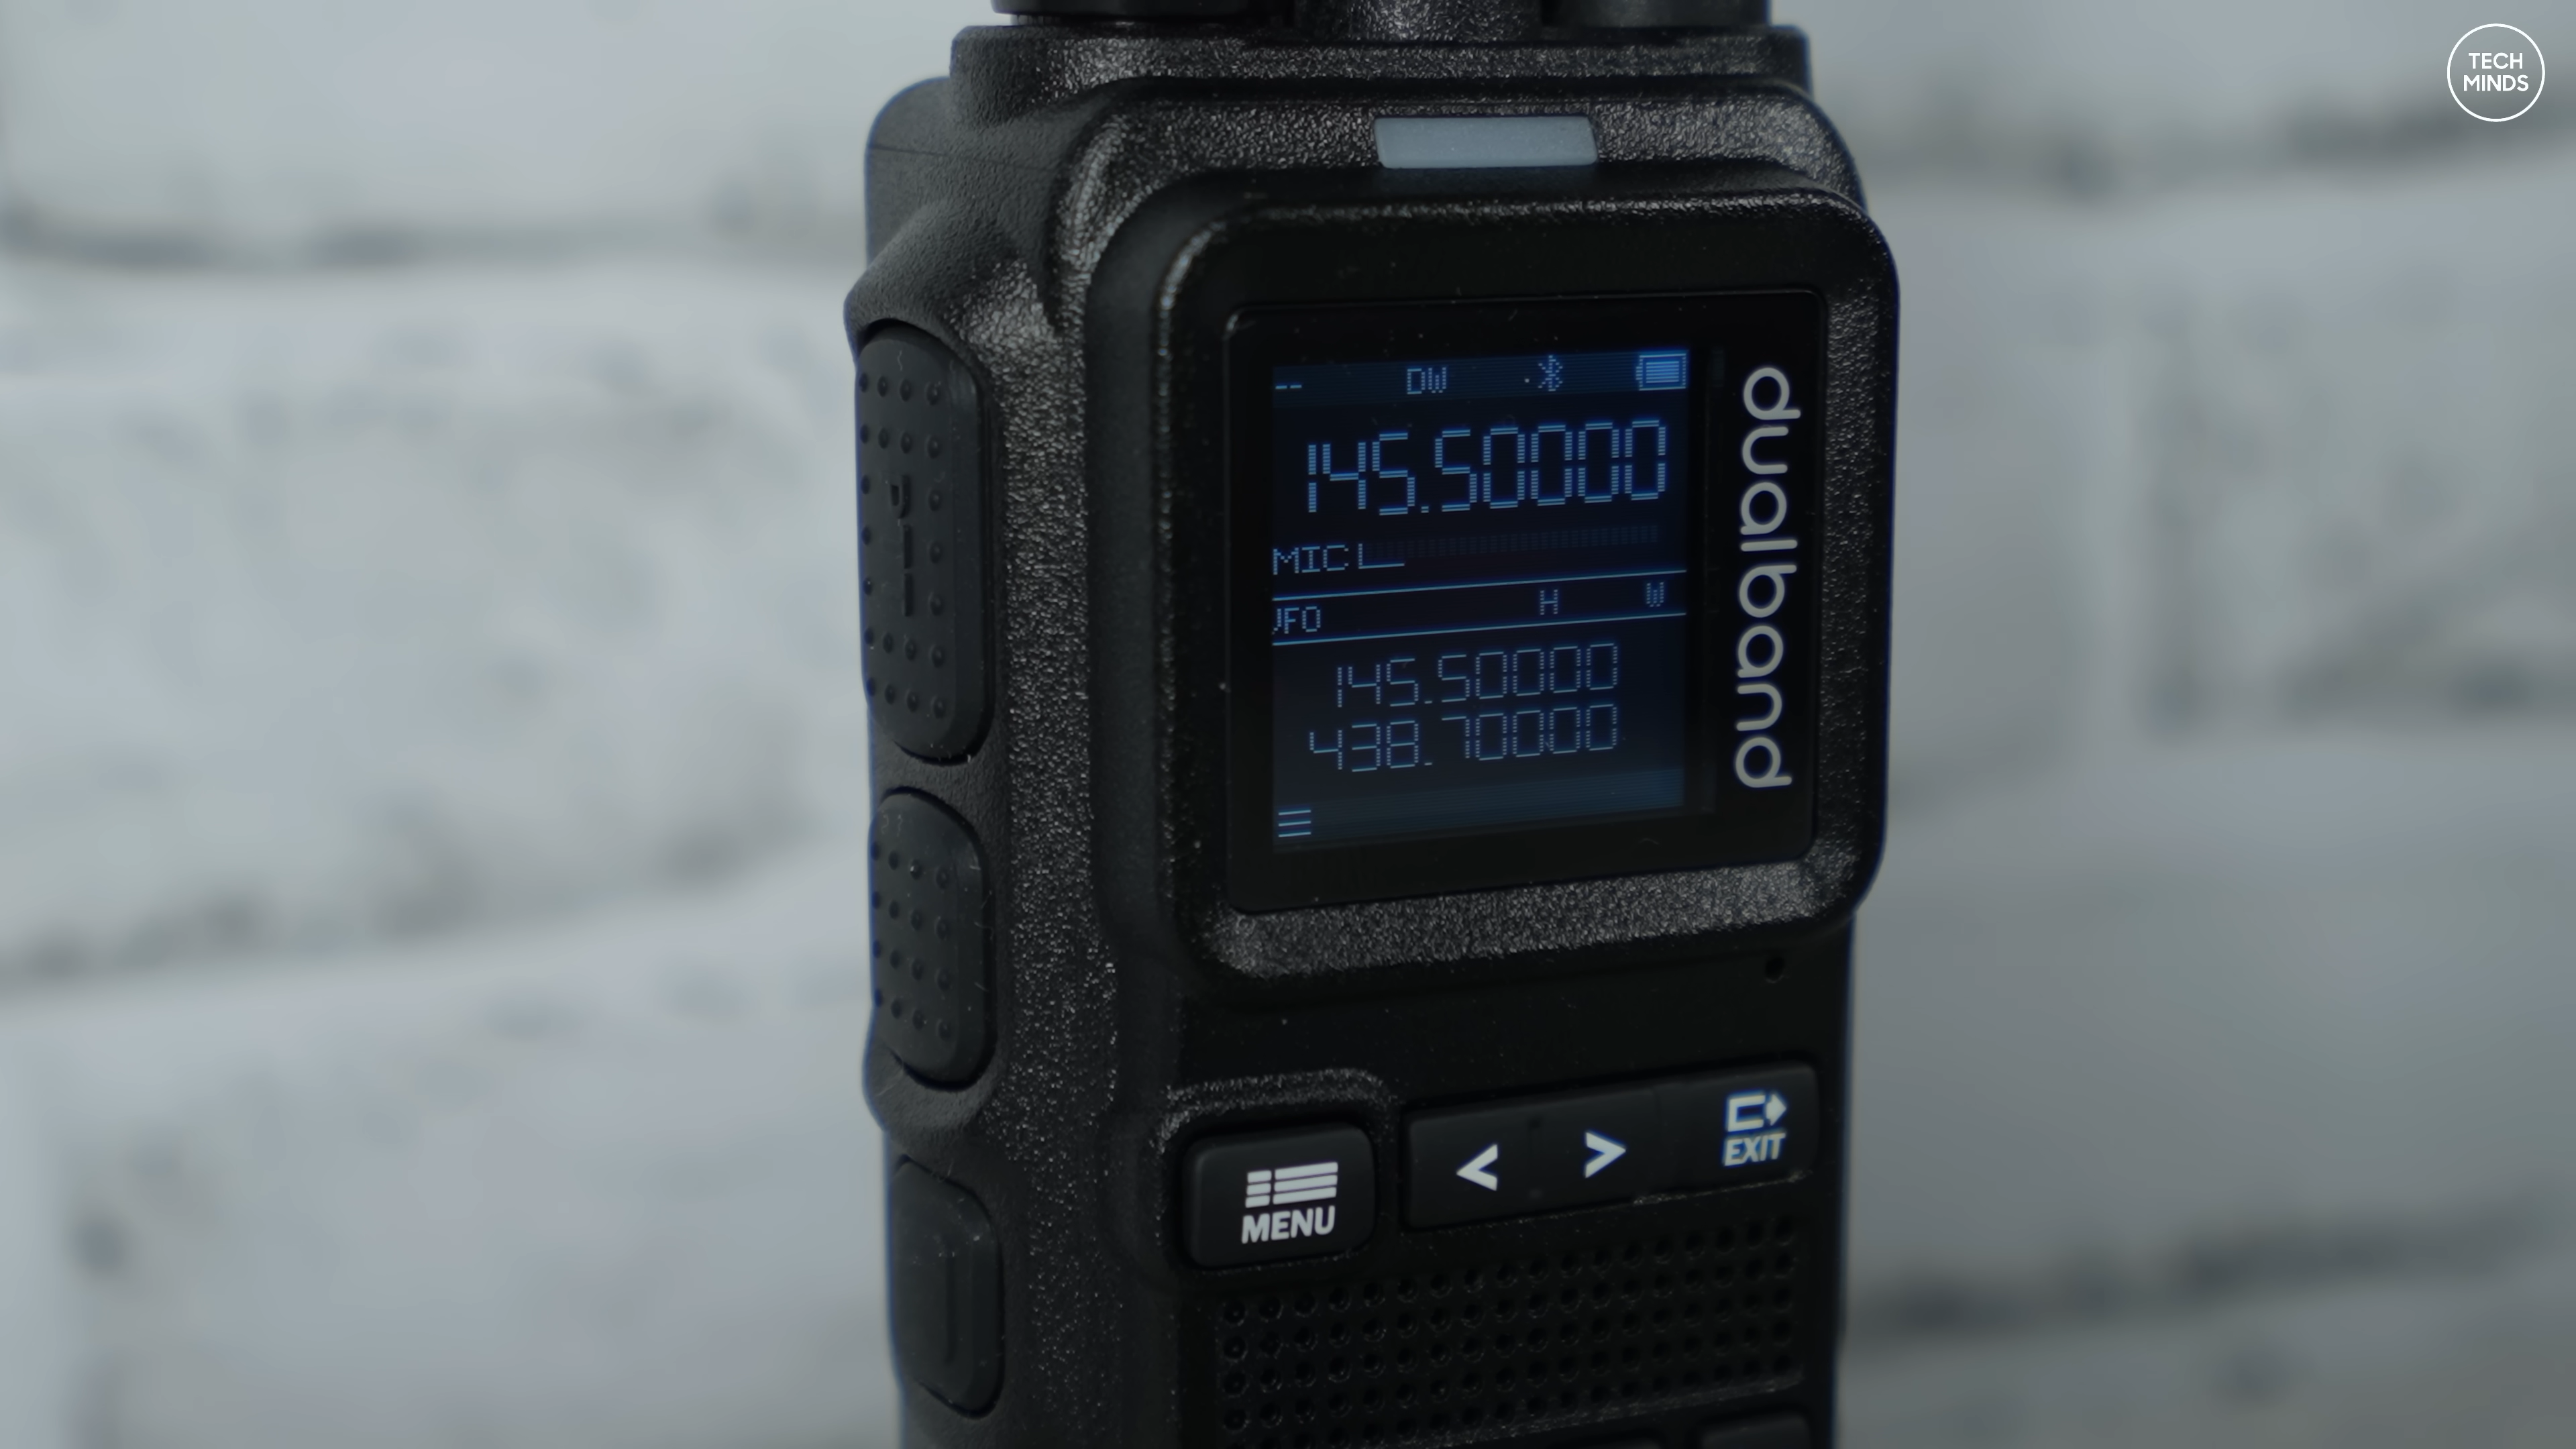 TECH
MINDS
-- DW
145.50000
MIC
VFO H W
145.50000
438.70000
dualband
MENU
< >
EXIT